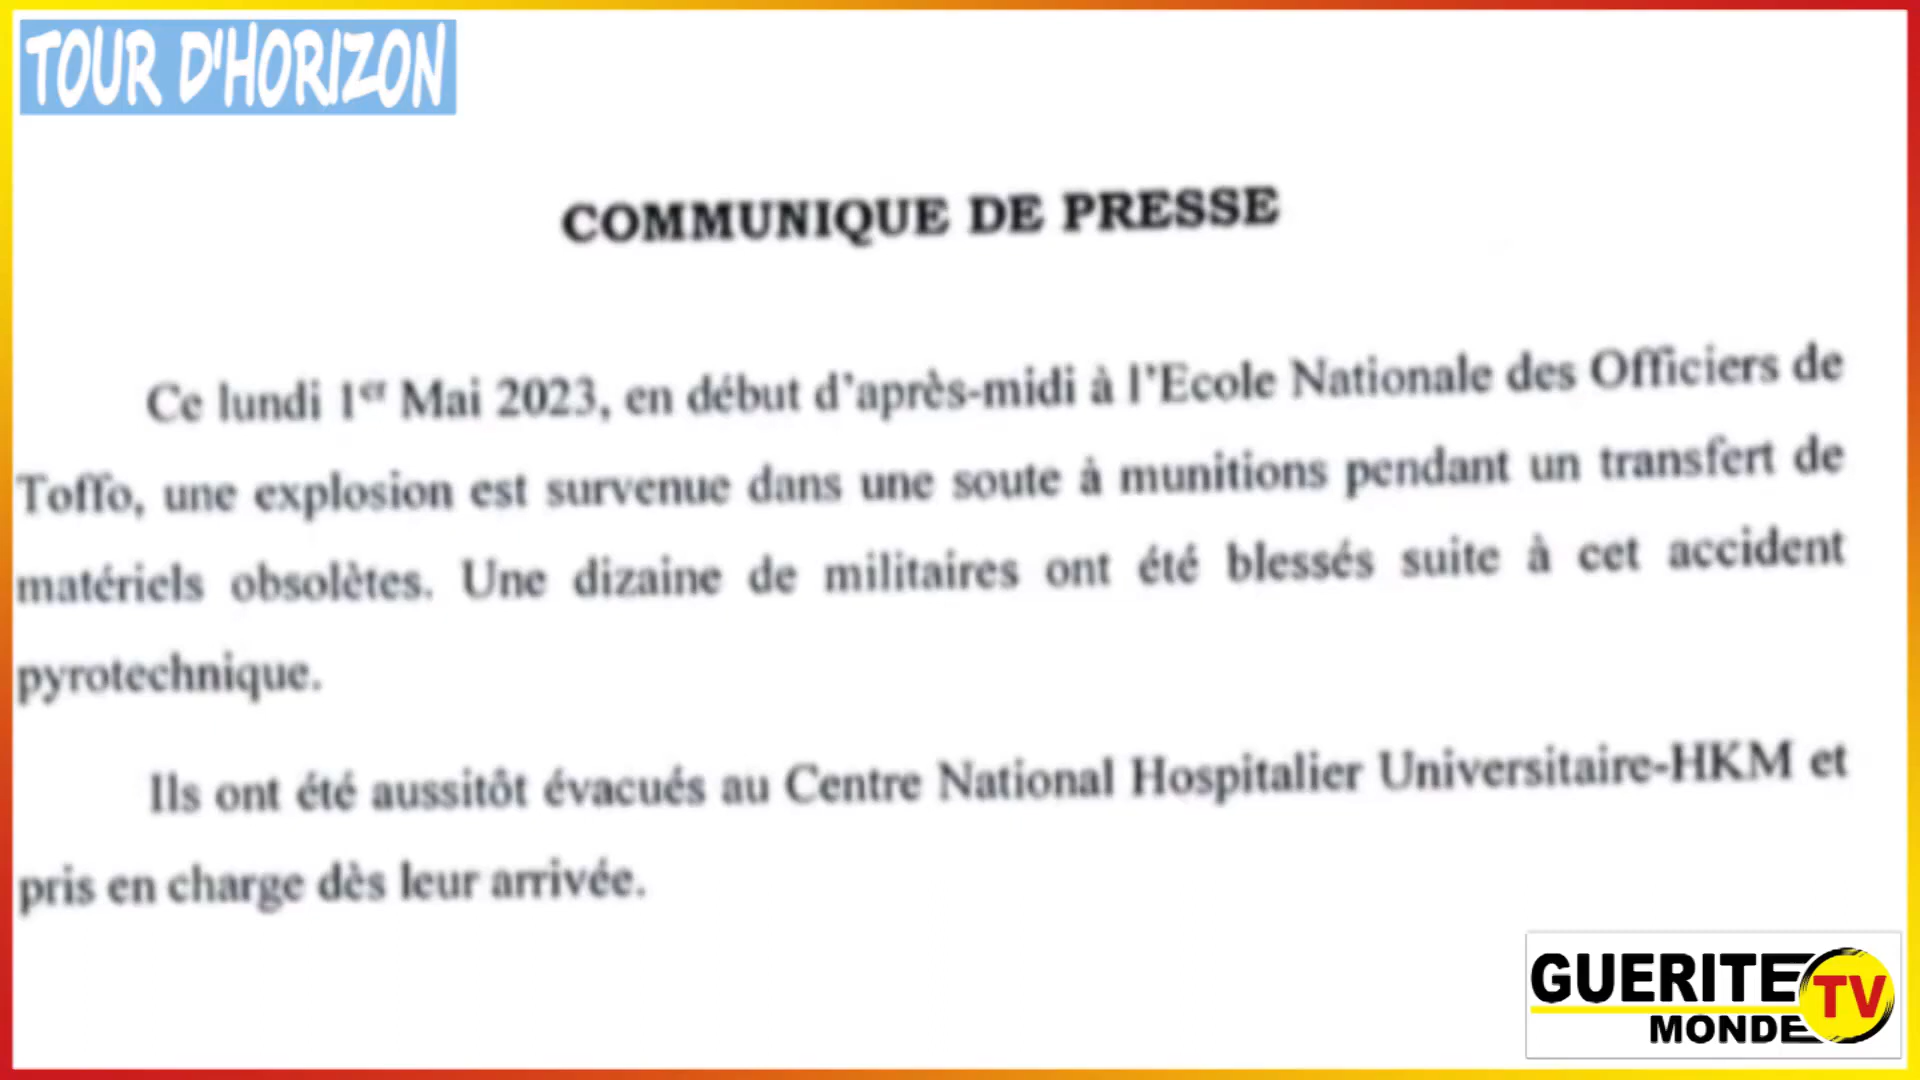 TOUR D'HORIZON
COMMUNIQUE DE PRESSE
Ce lundi 1er Mai 2023, en début d'après-midi à l'Ecole Nationale des Officiers de
Toffo, une explosion est survenue dans une soute à munitions pendant un transfert de
matériels obsolètes. Une dizaine de militaires ont été blessés suite à cet accident
pyrotechnique.
Ils ont été aussitôt évacués au Centre National Hospitalier Universitaire-HKM et
pris en charge dès leur arrivée.
GUERITE TV
MONDE